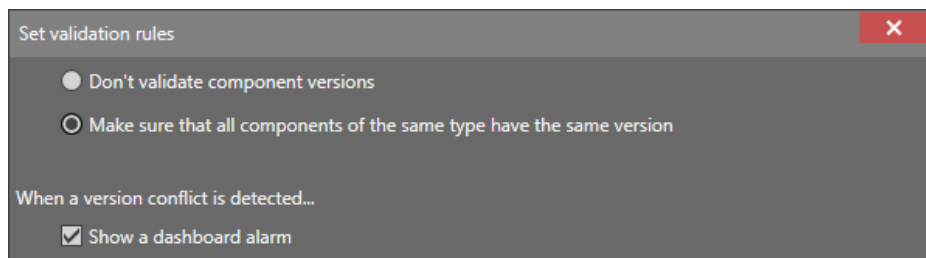 Set validation rules
Don't validate component versions
Make sure that all components of the same type have the same version
When a version conflict is detected...
Show a dashboard alarm